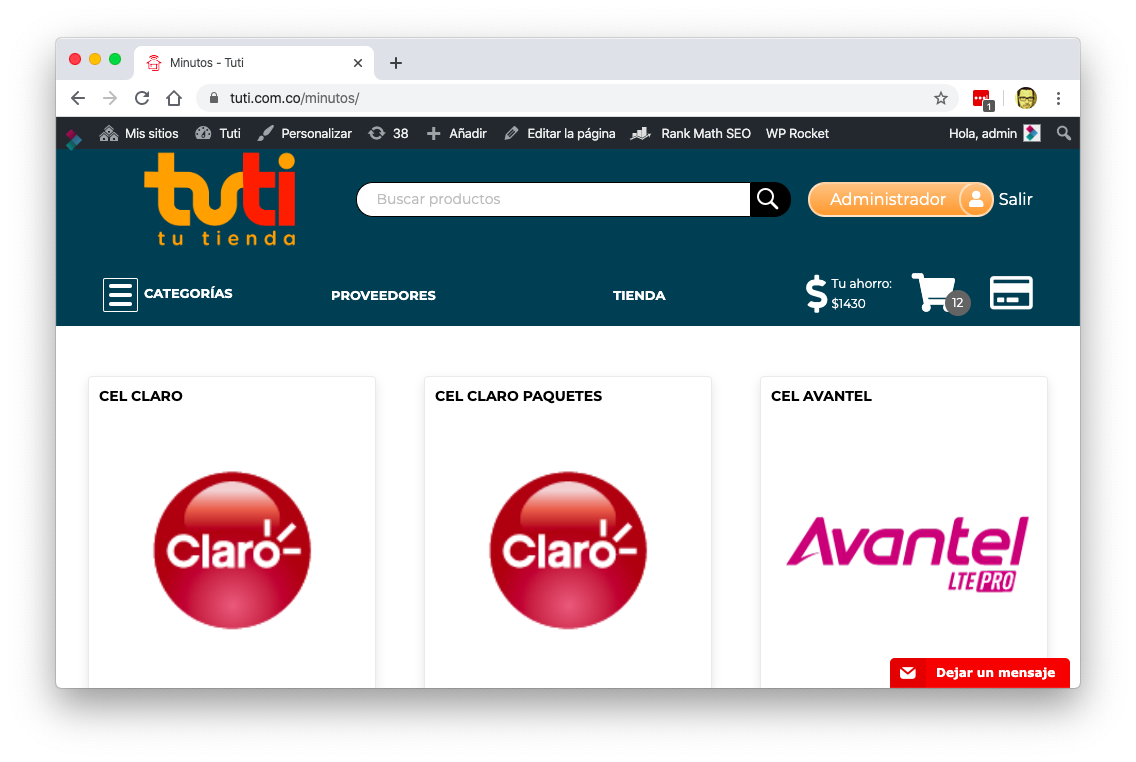 Minutos - Tuti
tuti.com.co/minutos/
1
Mis sitios Tuti Personalizar 38 Añadir Editar la página Rank Math SEO WP Rocket Hola, admin
tuti
tu tienda
Buscar productos
Administrador
Salir
CATEGORÍAS
PROVEEDORES
TIENDA
$
Tu ahorro:
$1430
12
CEL CLARO
CEL CLARO PAQUETES
CEL AVANTEL
Claro
Claro
Avantel
LTE PRO
Dejar un mensaje